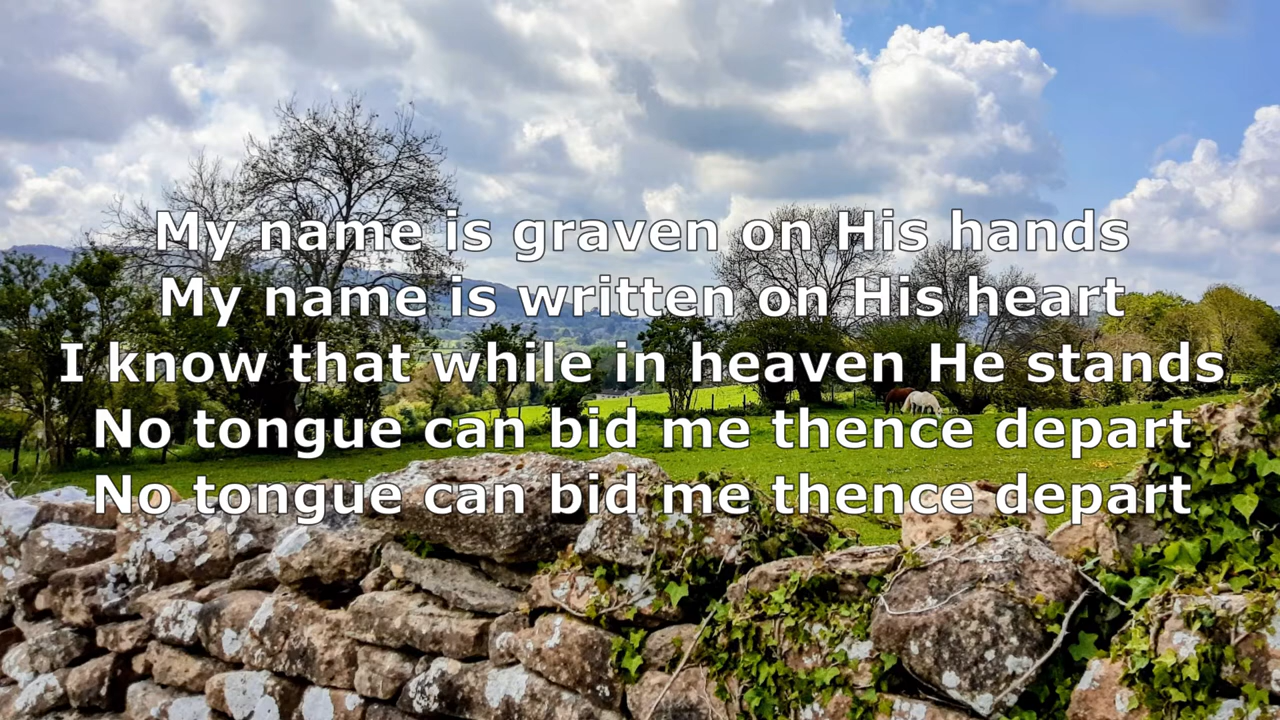 My name is graven on His hands
My name is written on His heart
I know that while in heaven He stands
No tongue can bid me thence depart
No tongue can bid me thence depart